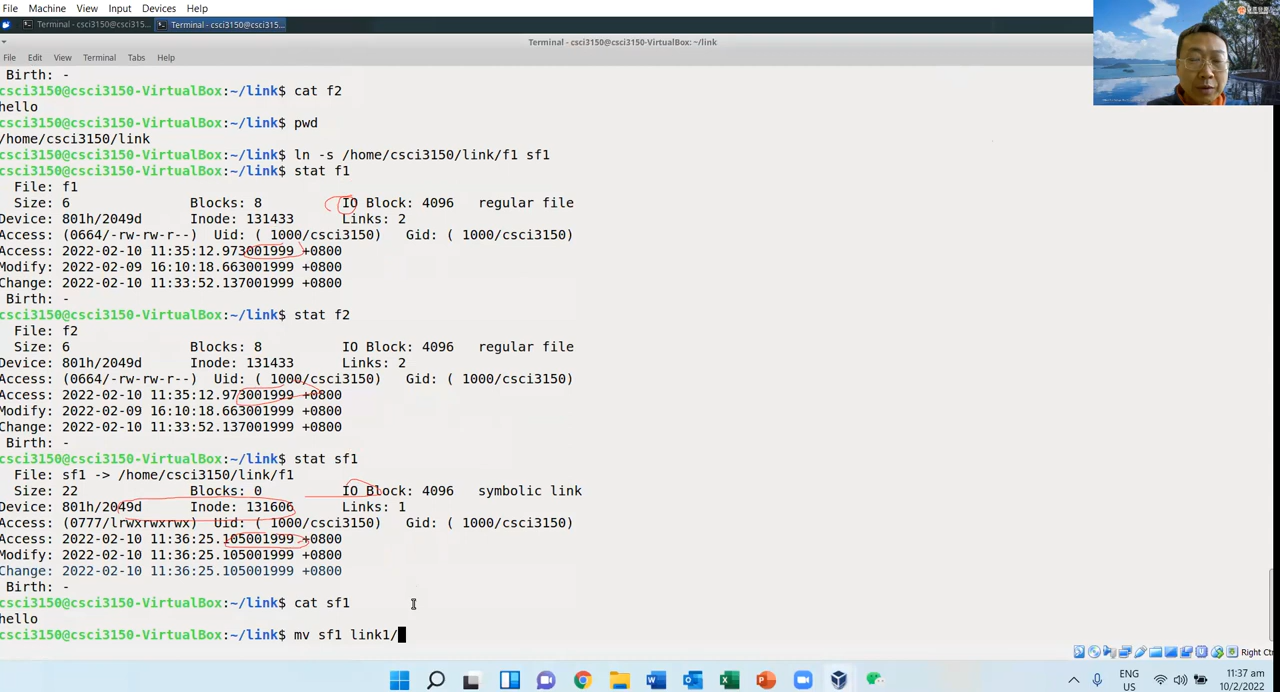 File Machine View Input Devices Help
Terminal - csci3150@csci315... Terminal - csci3150@csci315...
Terminal - csci3150@csci3150-VirtualBox: ~/link
File Edit View Terminal Tabs Help
Birth: -
csci3150@csci3150-VirtualBox:~/link$ cat f2
hello
csci3150@csci3150-VirtualBox:~/link$ pwd
/home/csci3150/link
csci3150@csci3150-VirtualBox:~/link$ ln -s /home/csci3150/link/f1 sf1
csci3150@csci3150-VirtualBox:~/link$ stat f1
File: f1
Size: 6 Blocks: 8 IO Block: 4096 regular file
Device: 801h/2049d Inode: 131433 Links: 2
Access: (0664/-rw-rw-r--) Uid: ( 1000/csci3150) Gid: ( 1000/csci3150)
Access: 2022-02-10 11:35:12.973001999 +0800
Modify: 2022-02-09 16:10:18.663001999 +0800
Change: 2022-02-10 11:33:52.137001999 +0800
Birth: -
csci3150@csci3150-VirtualBox:~/link$ stat f2
File: f2
Size: 6 Blocks: 8 IO Block: 4096 regular file
Device: 801h/2049d Inode: 131433 Links: 2
Access: (0664/-rw-rw-r--) Uid: ( 1000/csci3150) Gid: ( 1000/csci3150)
Access: 2022-02-10 11:35:12.973001999 +0800
Modify: 2022-02-09 16:10:18.663001999 +0800
Change: 2022-02-10 11:33:52.137001999 +0800
Birth: -
csci3150@csci3150-VirtualBox:~/link$ stat sf1
File: sf1 -> /home/csci3150/link/f1
Size: 22 Blocks: 0 IO Block: 4096 symbolic link
Device: 801h/2049d Inode: 131606 Links: 1
Access: (0777/lrwxrwxrwx) Uid: ( 1000/csci3150) Gid: ( 1000/csci3150)
Access: 2022-02-10 11:36:25.105001999 +0800
Modify: 2022-02-10 11:36:25.105001999 +0800
Change: 2022-02-10 11:36:25.105001999 +0800
Birth: -
csci3150@csci3150-VirtualBox:~/link$ cat sf1
hello
csci3150@csci3150-VirtualBox:~/link$ mv sf1 link1/
Right Ctrl
ENG US 11:37 am
10/2/2022